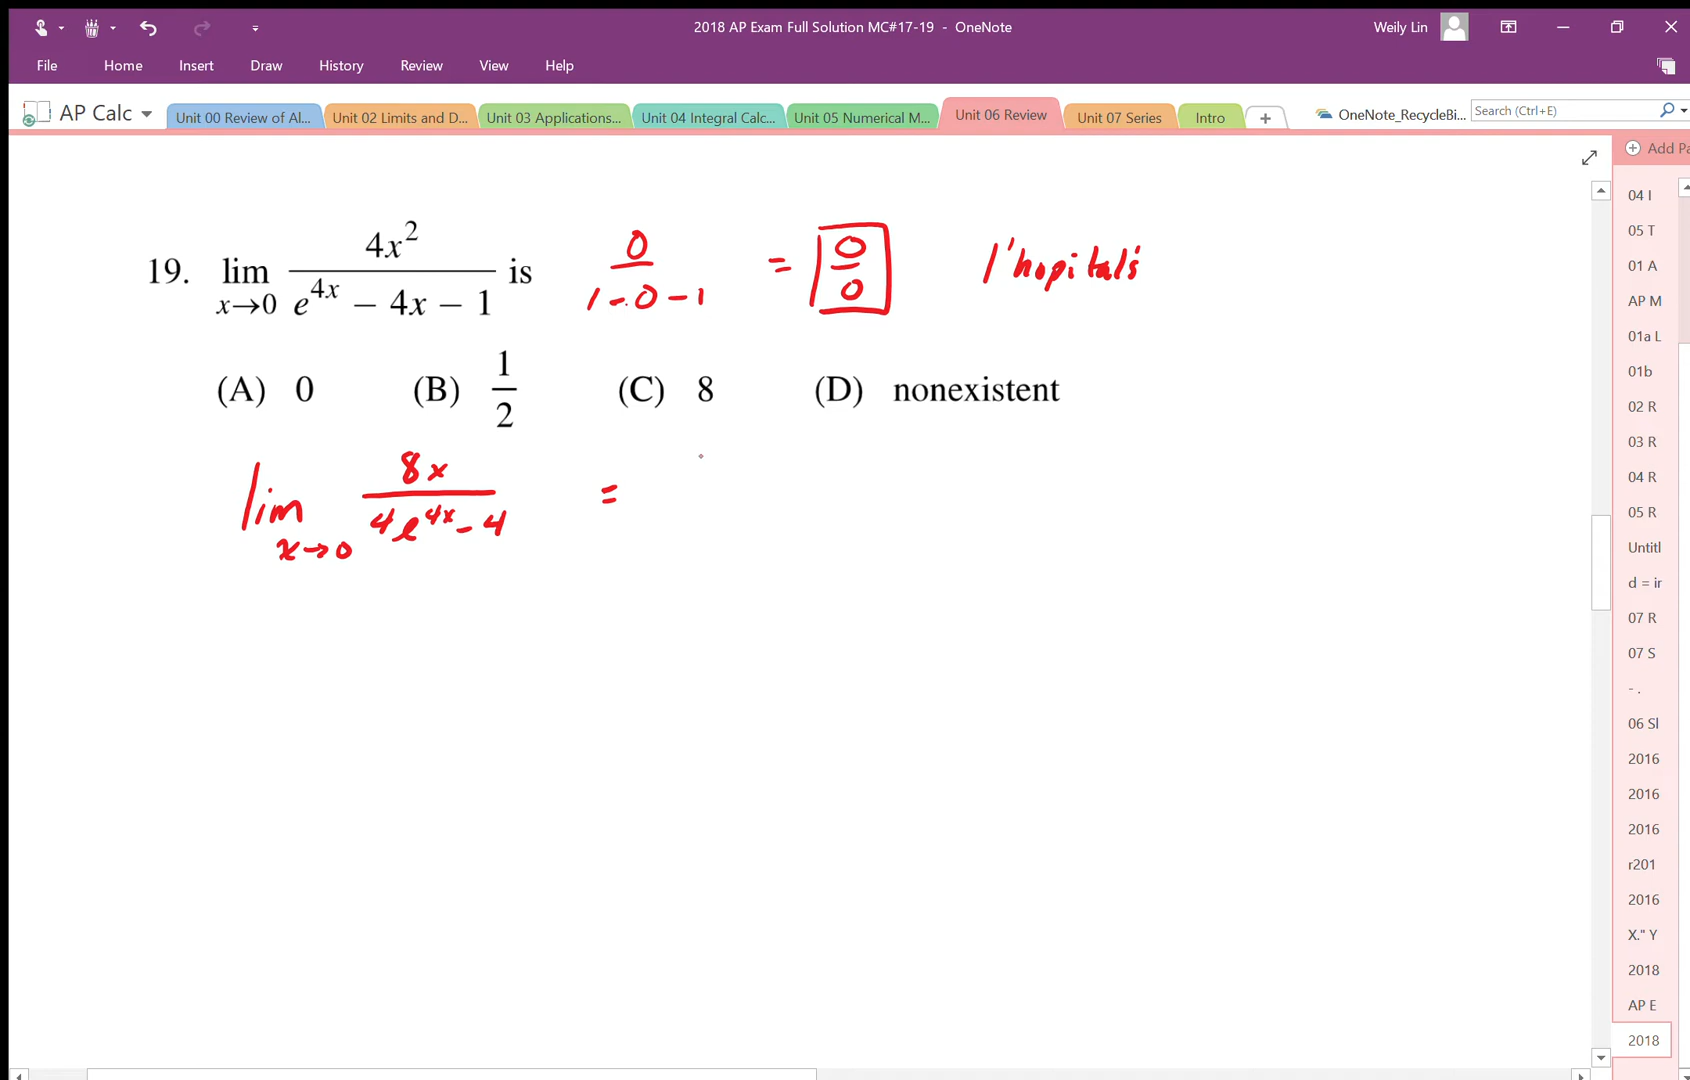 2018 AP Exam Full Solution MC#17-19 - OneNote
Weily Lin
File Home Insert Draw History Review View Help
AP Calc
Unit 00 Review of Al... Unit 02 Limits and D... Unit 03 Applications... Unit 04 Integral Calc... Unit 05 Numerical M... Unit 06 Review Unit 07 Series Intro + OneNote_RecycleBi... Search (Ctrl+E)
Add Pa
19. lim x→0 4x² / (e^{4x} − 4x − 1) is 0 / (1 - 0 - 1) = 0/0 l'hopital's
(A) 0 (B) 1/2 (C) 8 (D) nonexistent
lim x→0 8x / (4e^{4x} - 4) =
04 I
05 T
01 A
AP M
01a L
01b
02 R
03 R
04 R
05 R
Untitl
d = ir
07 R
07 S
- .
06 Sl
2016
2016
2016
r201
2016
X." Y
2018
AP E
2018